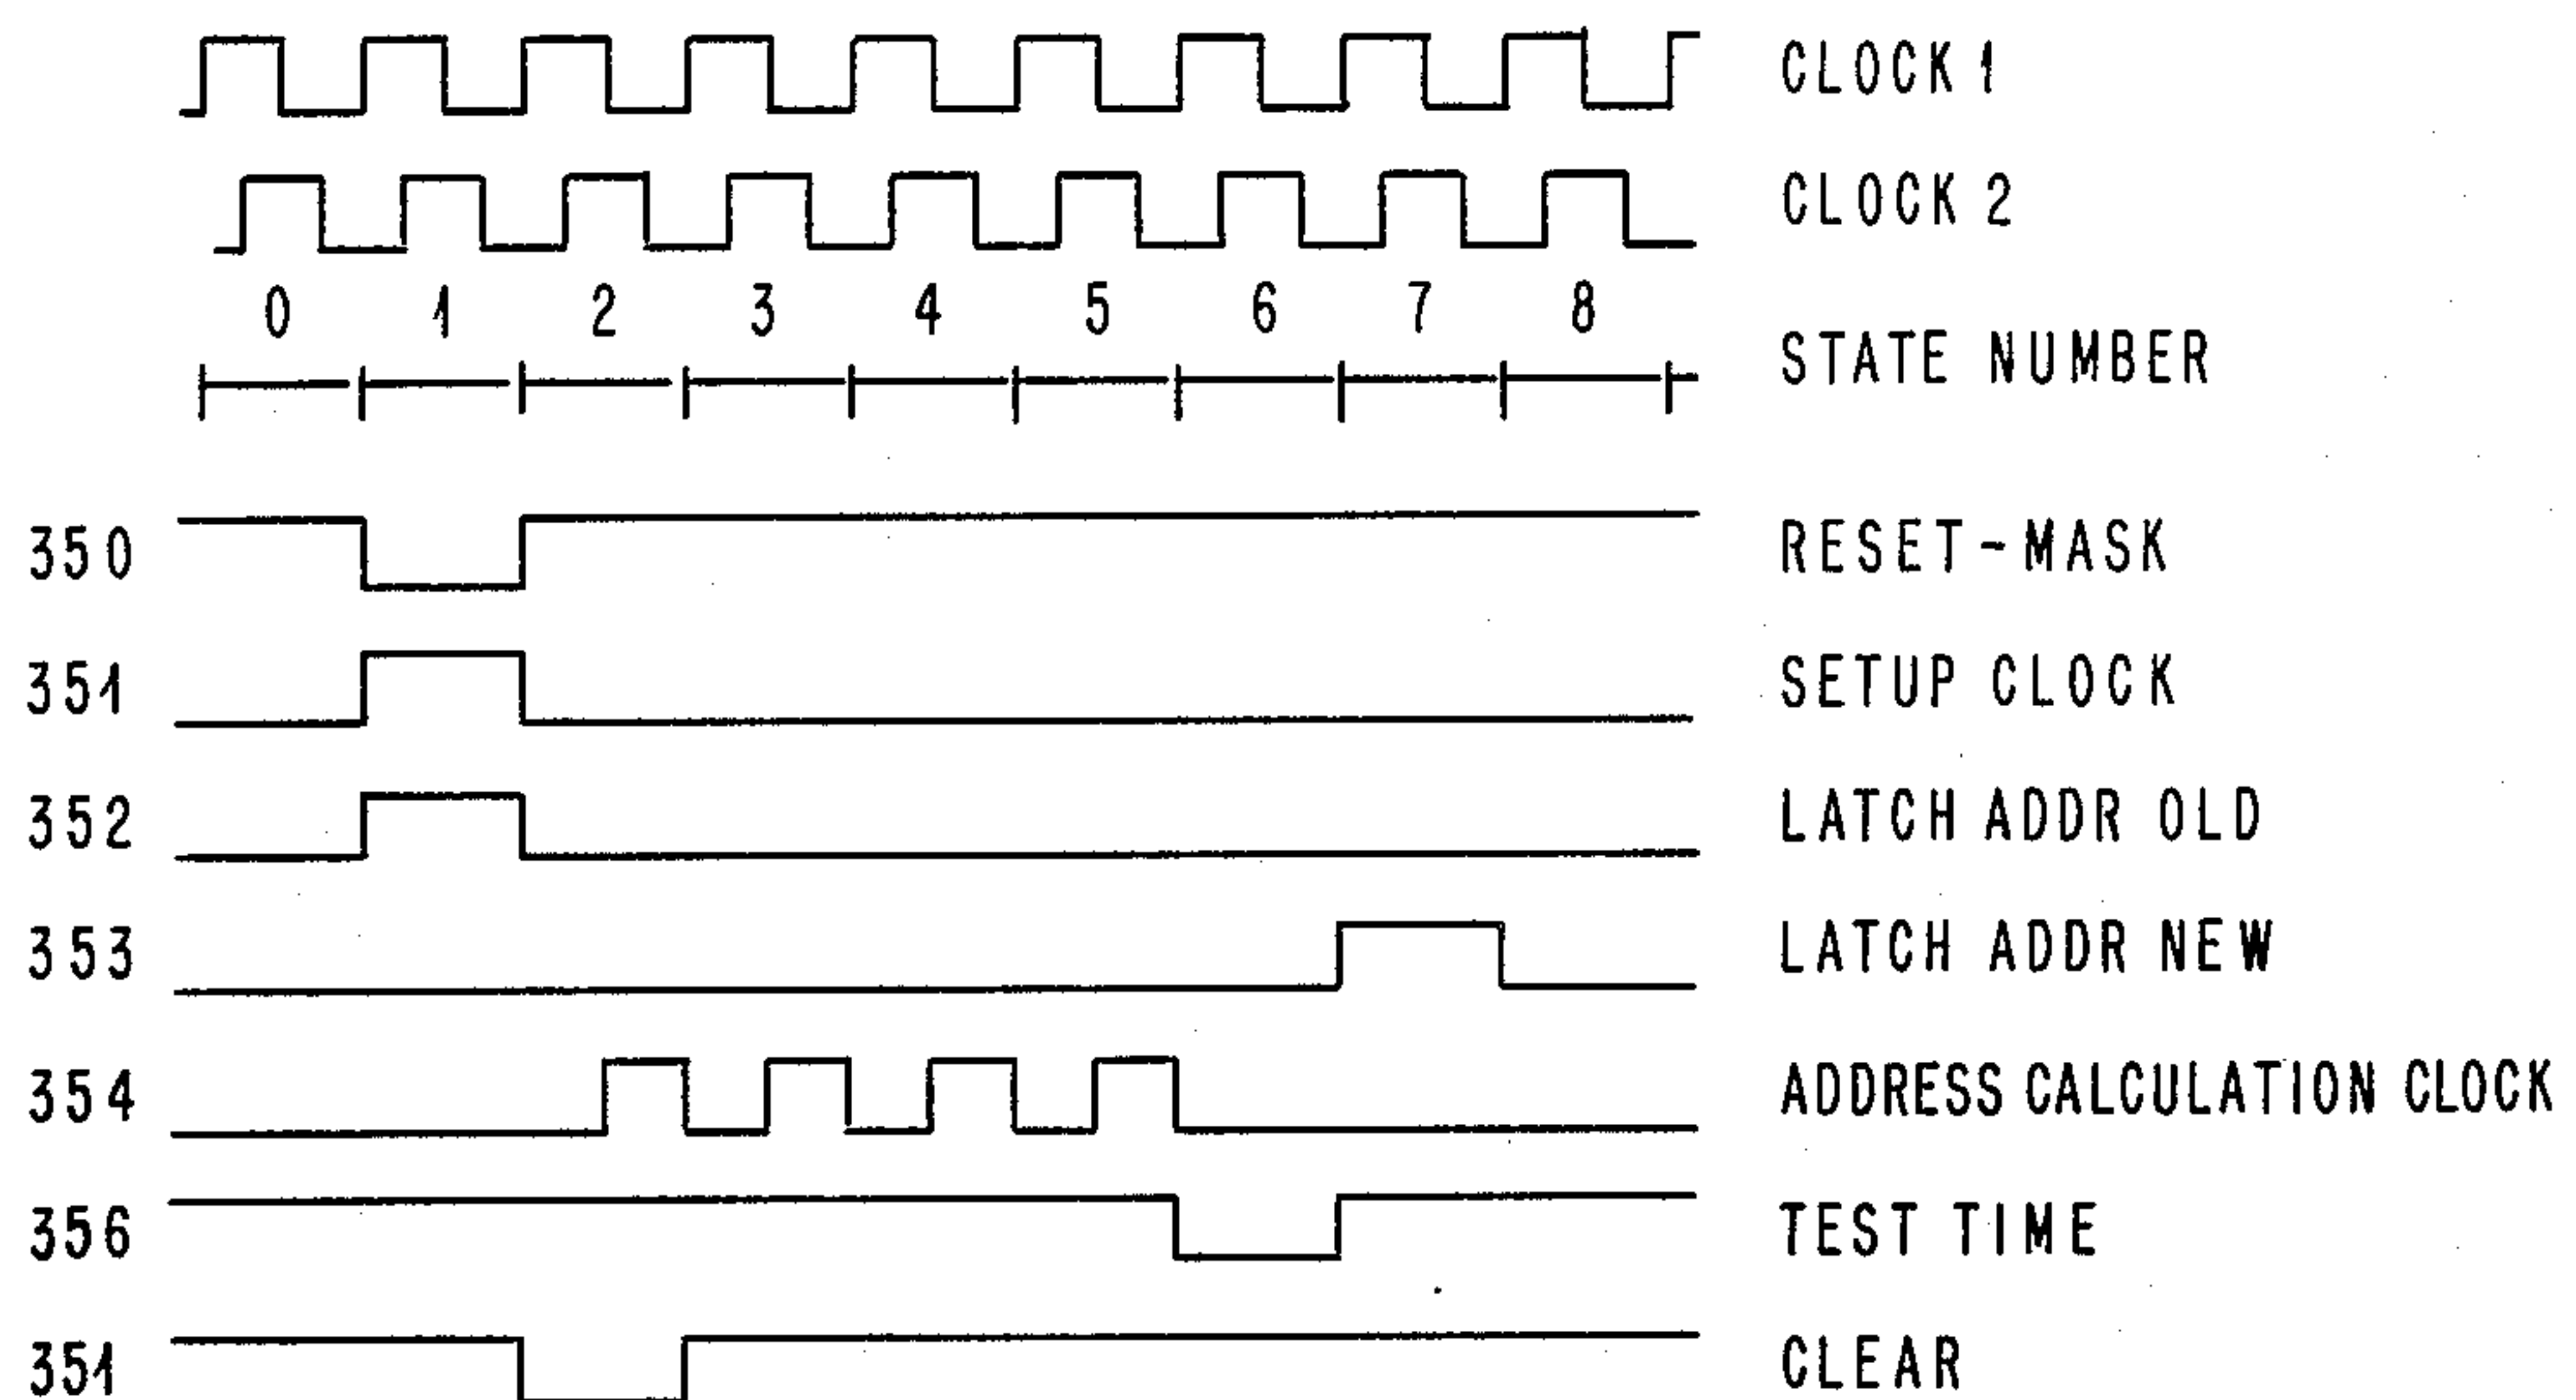 CLOCK 1
CLOCK 2
0 1 2 3 4 5 6 7 8
STATE NUMBER
350 RESET-MASK
351 SETUP CLOCK
352 LATCH ADDR OLD
353 LATCH ADDR NEW
354 ADDRESS CALCULATION CLOCK
356 TEST TIME
351 CLEAR